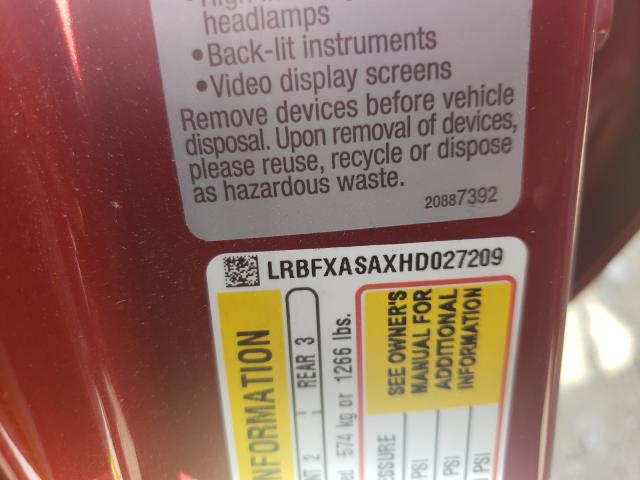 headlamps
•Back-lit instruments
•Video display screens
Remove devices before vehicle
disposal. Upon removal of devices,
please reuse, recycle or dispose
as hazardous waste.
20887392
LRBFXASAXHD027209
INFORMATION
2 REAR 3
574 kg or 1266 lbs.
SEE OWNER'S
MANUAL FOR
ADDITIONAL
INFORMATION
PSI
PSI
PSI